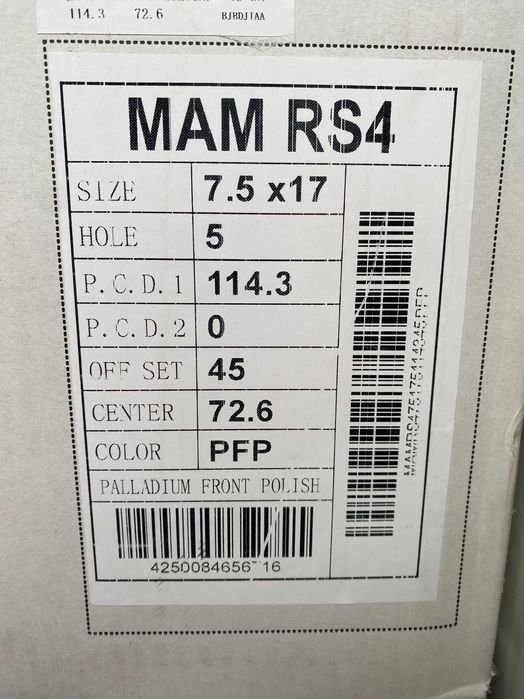 114.3 72.6 BJBDJ1AA
MAM RS4
SIZE 7.5 x17
HOLE 5
P.C.D.1 114.3
P.C.D.2 0
OFF SET 45
CENTER 72.6
COLOR PFP
PALLADIUM FRONT POLISH